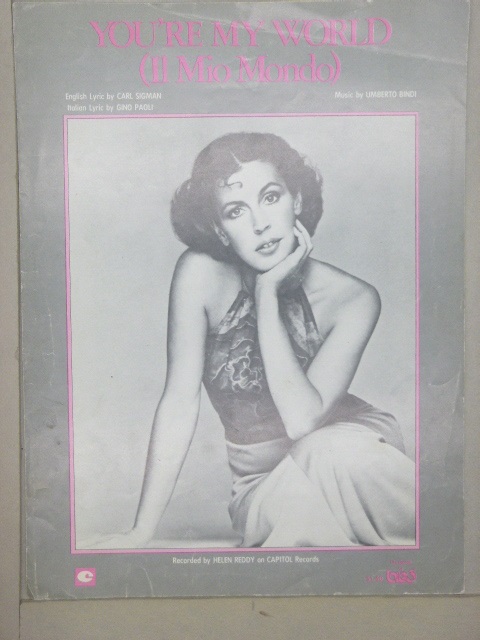 YOU'RE MY WORLD
(Il Mio Mondo)
English Lyric by CARL SIGMAN
Italian Lyric by GINO PAOLI
Music by UMBERTO BINDI
Recorded by HELEN REDDY on CAPITOL Records